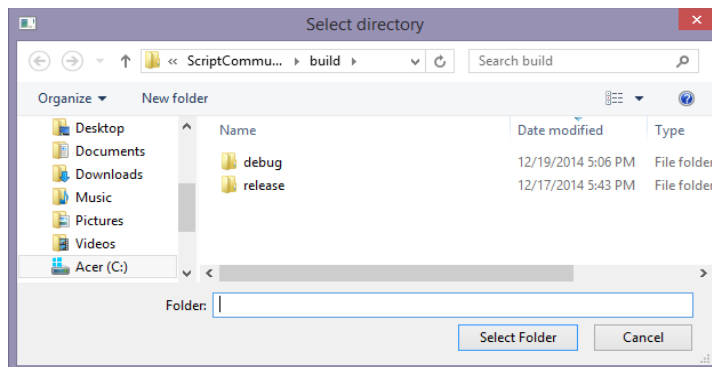 Select directory
« ScriptCommu... build Search build
Organize New folder
Desktop
Documents
Downloads
Music
Pictures
Videos
Acer (C:)
Name Date modified Type
debug 12/19/2014 5:06 PM File folder
release 12/17/2014 5:43 PM File folder
Folder:
Select Folder Cancel